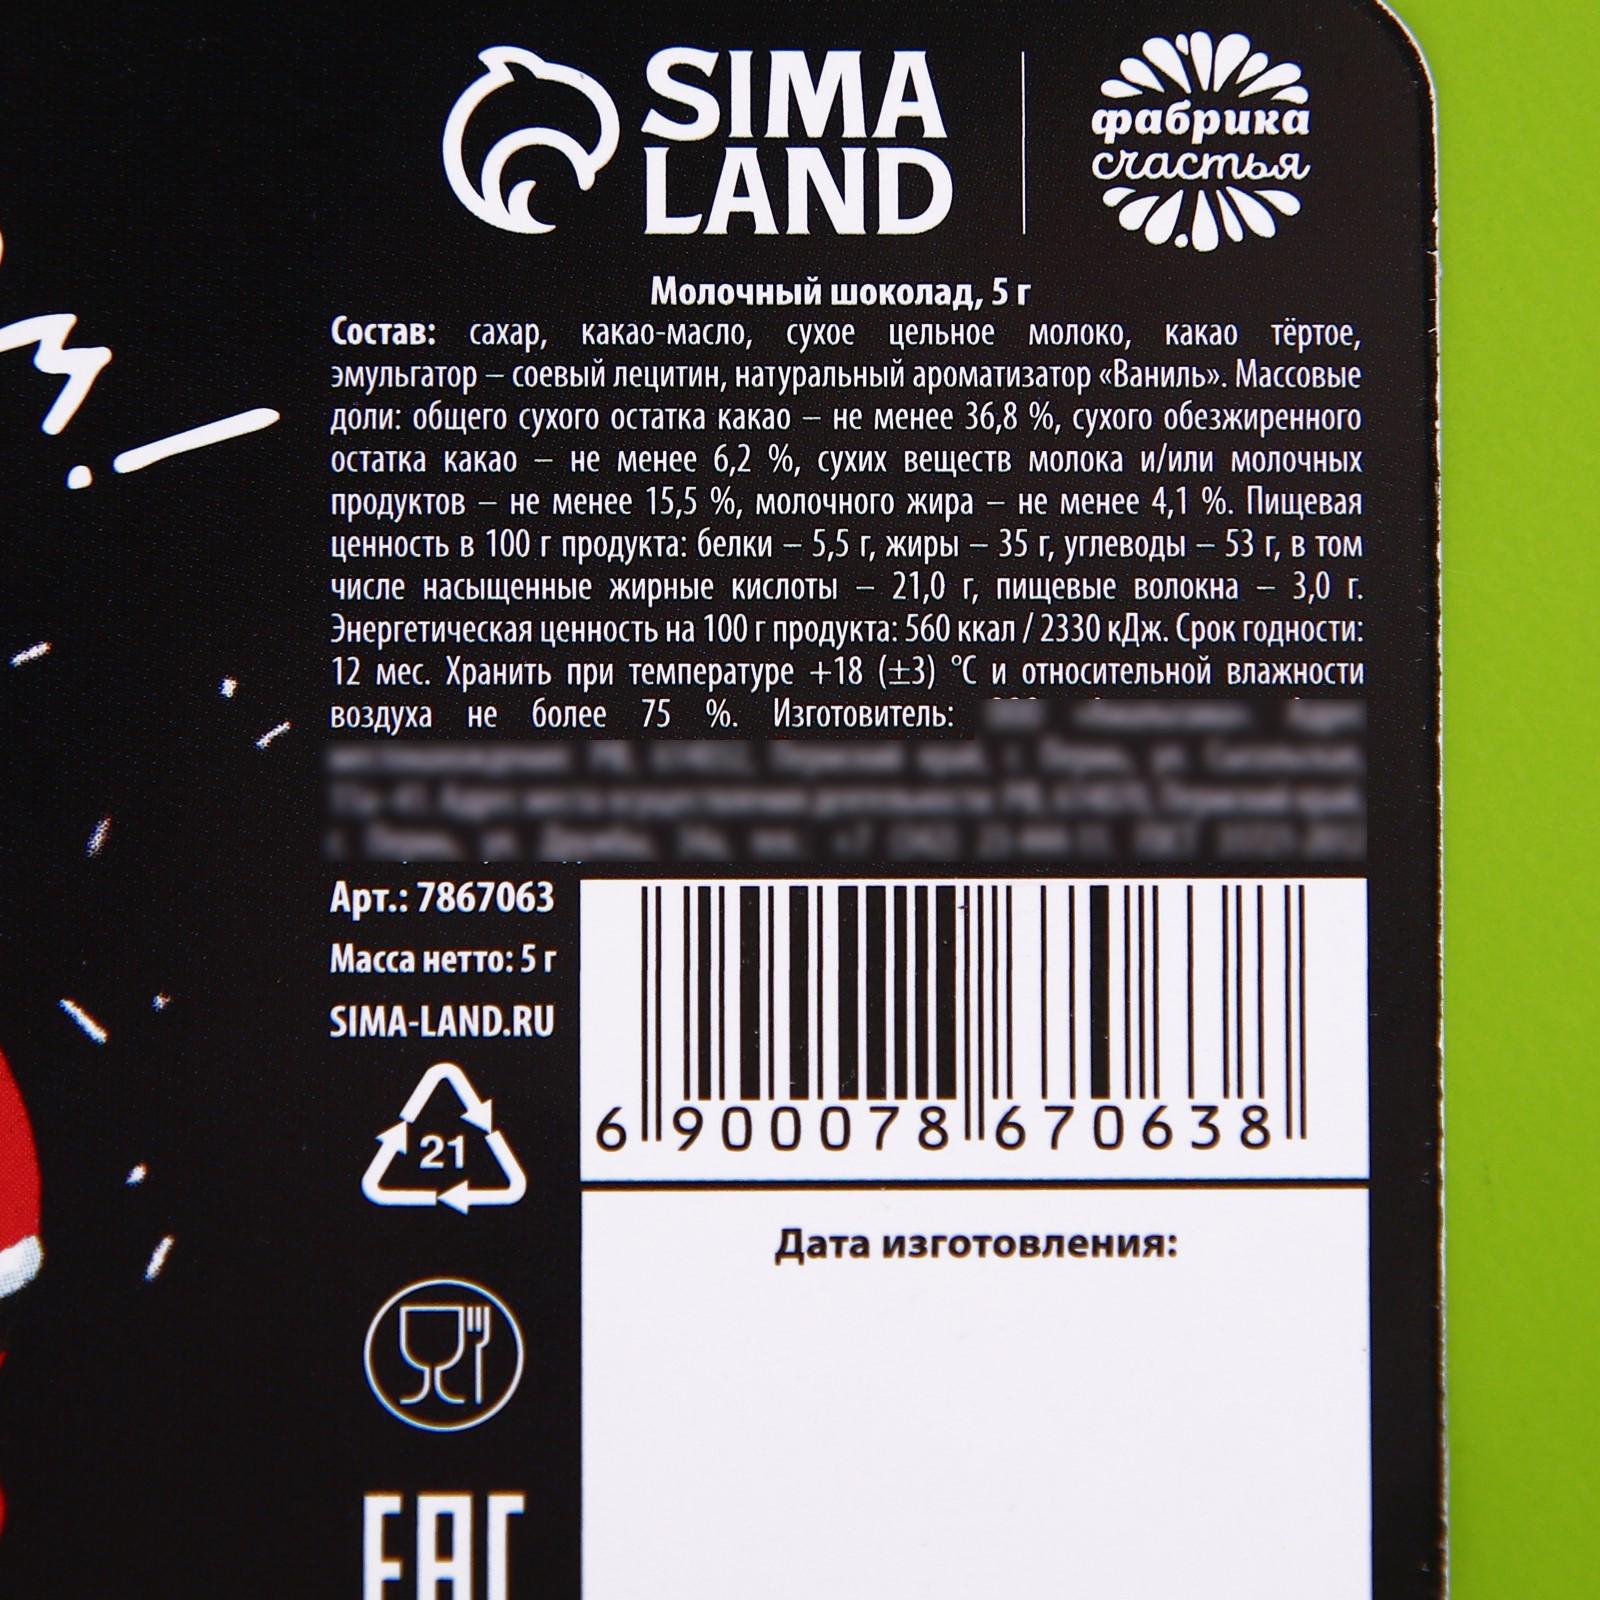 SIMA
LAND
фабрика
счастья
Молочный шоколад, 5 г
Состав: сахар, какао-масло, сухое цельное молоко, какао тёртое,
эмульгатор – соевый лецитин, натуральный ароматизатор «Ваниль». Массовые
доли: общего сухого остатка какао – не менее 36,8 %, сухого обезжиренного
остатка какао – не менее 6,2 %, сухих веществ молока и/или молочных
продуктов – не менее 15,5 %, молочного жира – не менее 4,1 %. Пищевая
ценность в 100 г продукта: белки – 5,5 г, жиры – 35 г, углеводы – 53 г, в том
числе насыщенные жирные кислоты – 21,0 г, пищевые волокна – 3,0 г.
Энергетическая ценность на 100 г продукта: 560 ккал / 2330 кДж. Срок годности:
12 мес. Хранить при температуре +18 (±3) °С и относительной влажности
воздуха не более 75 %. Изготовитель:
Арт.: 7867063
Масса нетто: 5 г
SIMA-LAND.RU
21
6 900078 670638
Дата изготовления:
EAC